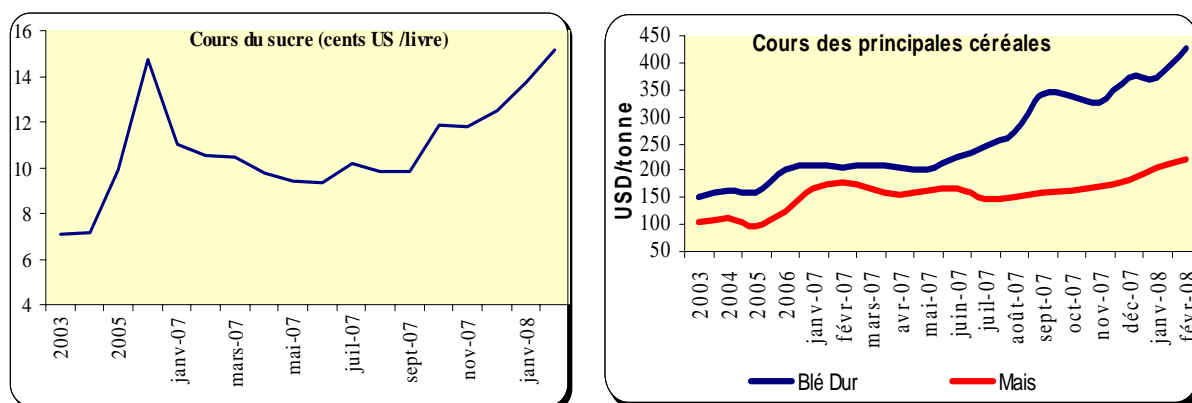 Cours du sucre (cents US /livre)
16
14
12
10
8
6
4
2003
2005
janv-07
mars-07
mai-07
juil-07
sept-07
nov-07
janv-08
Cours des principales céréales
USD/tonne
450
400
350
300
250
200
150
100
50
2003
2004
2005
2006
janv-07
févr-07
mars-07
avr-07
mai-07
juin-07
juil-07
août-07
sept-07
oct-07
nov-07
déc-07
janv-08
févr-08
Blé Dur
Mais